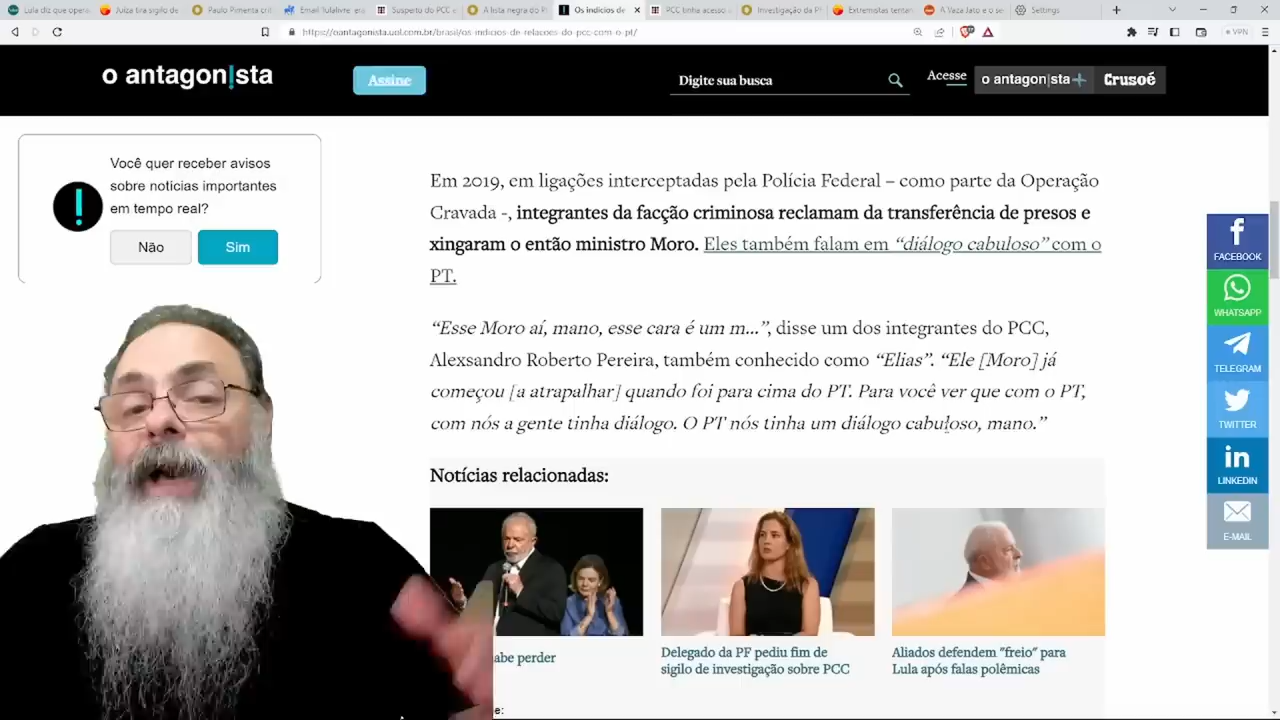 Lula diz que opera
Juíza tira sigilo de
Paulo Pimenta crit
Email lulalivre era
Suspeito do PCC e
A lista negra do P
Os indícios de
PCC tinha acesso a
Investigação da PF
Extremistas tentan
A Vaza Jato e o se
Settings
https://oantagonista.uol.com.br/brasil/os-indicios-de-relacoes-do-pcc-com-o-pt/
VPN
o antagon!sta
Assine
Digite sua busca
Acesse
o antagon|sta+
Crusoé
Você quer receber avisos
sobre notícias importantes
em tempo real?
Não
Sim
Em 2019, em ligações interceptadas pela Polícia Federal – como parte da Operação
Cravada -, integrantes da facção criminosa reclamam da transferência de presos e
xingaram o então ministro Moro. Eles também falam em “diálogo cabuloso” com o
PT.
“Esse Moro aí, mano, esse cara é um m...”, disse um dos integrantes do PCC,
Alexsandro Roberto Pereira, também conhecido como “Elias”. “Ele [Moro] já
começou [a atrapalhar] quando foi para cima do PT. Para você ver que com o PT,
com nós a gente tinha diálogo. O PT nós tinha um diálogo cabuloso, mano.”
FACEBOOK
WHATSAPP
TELEGRAM
TWITTER
LINKEDIN
E-MAIL
Notícias relacionadas:
abe perder
Delegado da PF pediu fim de
sigilo de investigação sobre PCC
Aliados defendem "freio" para
Lula após falas polêmicas
e: